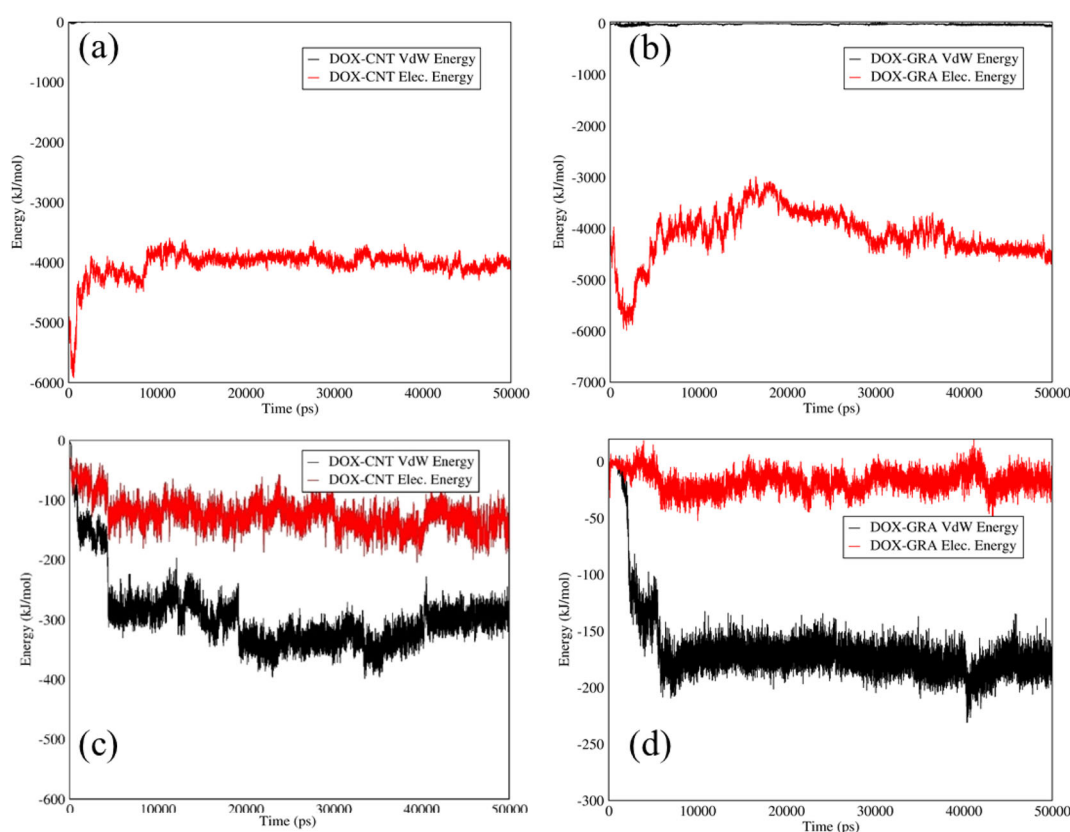 (a)
DOX-CNT VdW Energy
DOX-CNT Elec. Energy
0
-1000
-2000
-3000
-4000
-5000
-6000
Energy (kJ/mol)
0 10000 20000 30000 40000 50000
Time (ps)
(b)
DOX-GRA VdW Energy
DOX-GRA Elec. Energy
0
-1000
-2000
-3000
-4000
-5000
-6000
-7000
Energy (kJ/mol)
0 10000 20000 30000 40000 50000
Time (ps)
DOX-CNT VdW Energy
DOX-CNT Elec. Energy
0
-100
-200
-300
-400
-500
-600
Energy (kJ/mol)
(c)
0 10000 20000 30000 40000 50000
Time (ps)
0
-50
DOX-GRA VdW Energy
DOX-GRA Elec. Energy
-100
-150
-200
-250
-300
Energy (kJ/mol)
(d)
0 10000 20000 30000 40000 50000
Time (ps)